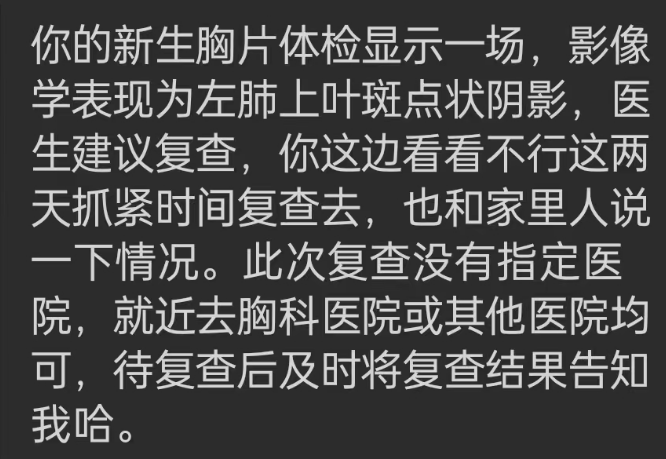 你的新生胸片体检显示一场，影像
学表现为左肺上叶斑点状阴影，医
生建议复查，你这边看看不行这两
天抓紧时间复查去，也和家里人说
一下情况。此次复查没有指定医
院，就近去胸科医院或其他医院均
可，待复查后及时将复查结果告知
我哈。